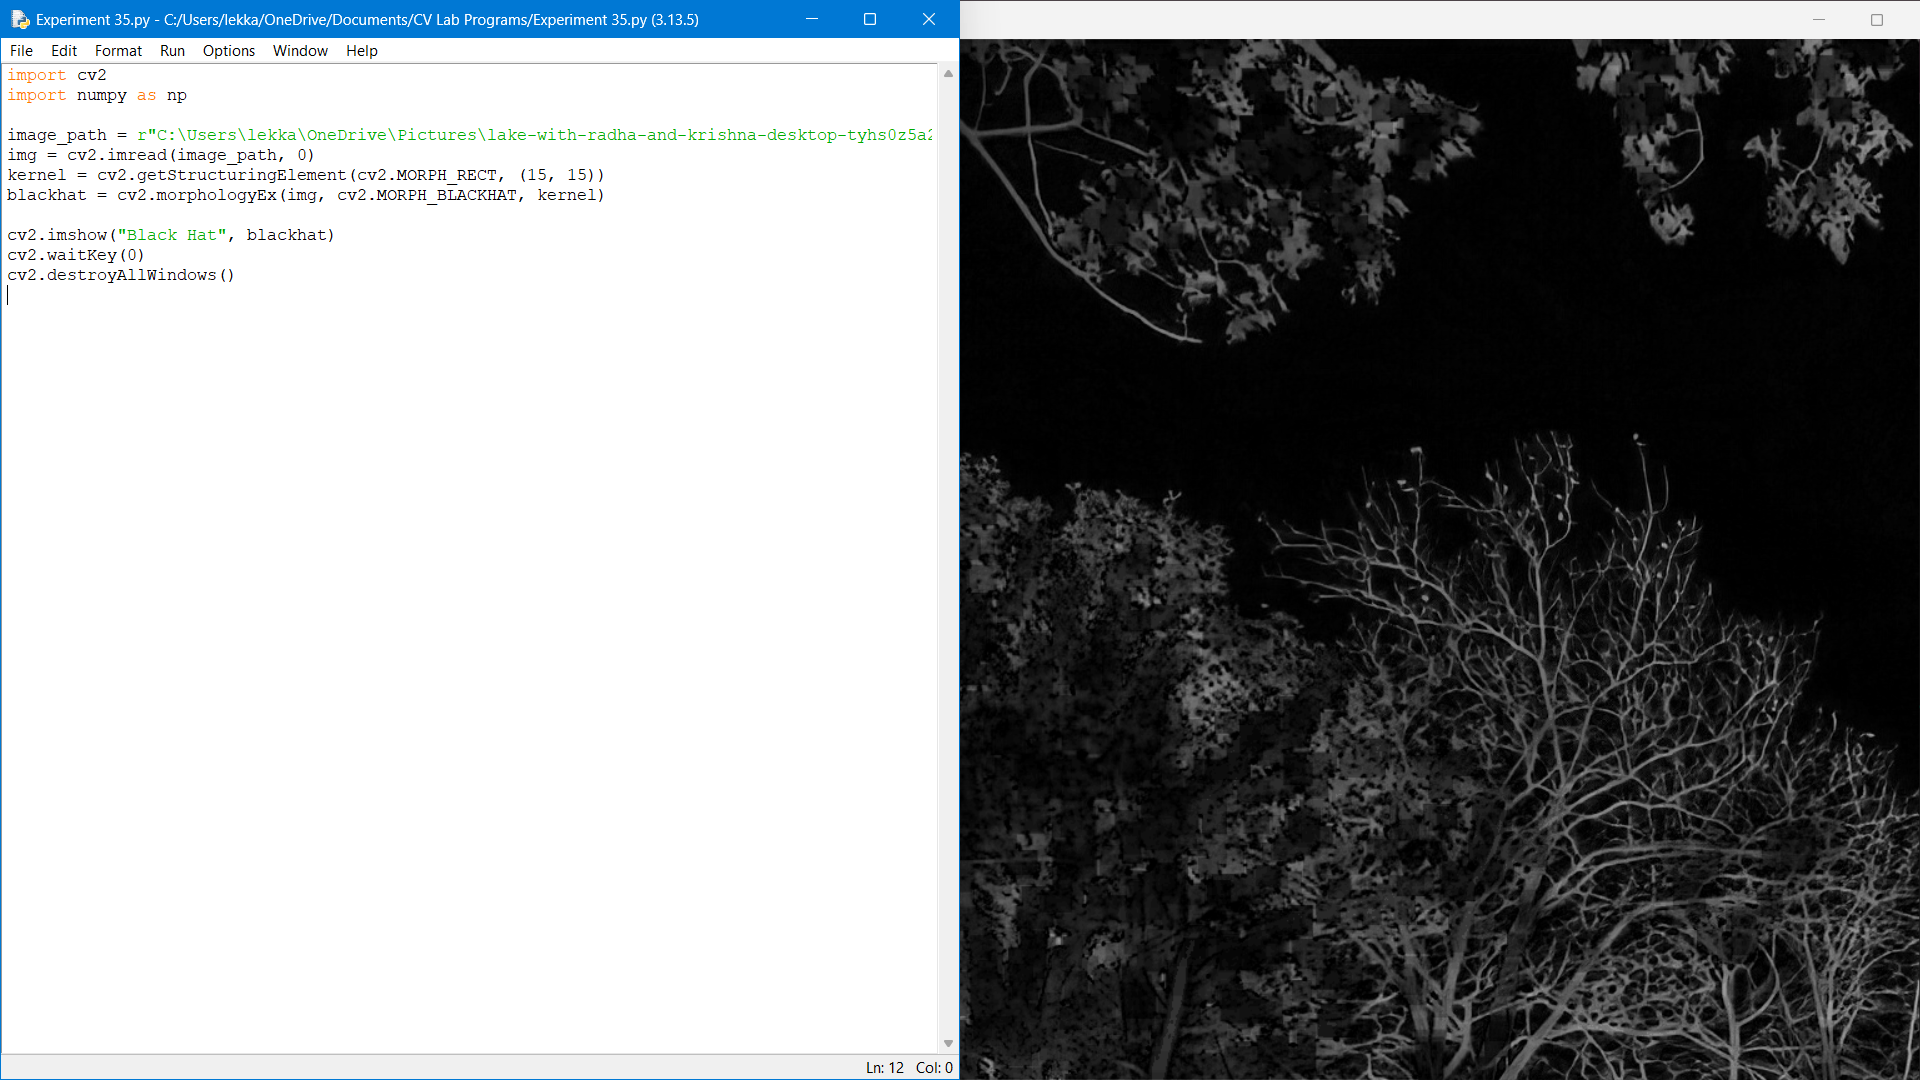 Experiment 35.py - C:/Users/lekka/OneDrive/Documents/CV Lab Programs/Experiment 35.py (3.13.5)
File Edit Format Run Options Window Help
import cv2
import numpy as np
image_path = r"C:\Users\lekka\OneDrive\Pictures\lake-with-radha-and-krishna-desktop-tyhs0z5a2
img = cv2.imread(image_path, 0)
kernel = cv2.getStructuringElement(cv2.MORPH_RECT, (15, 15))
blackhat = cv2.morphologyEx(img, cv2.MORPH_BLACKHAT, kernel)
cv2.imshow("Black Hat", blackhat)
cv2.waitKey(0)
cv2.destroyAllWindows()
Ln: 12 Col: 0